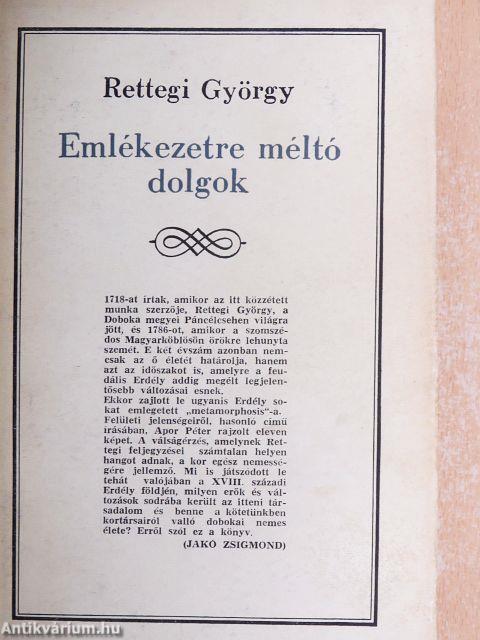 Rettegi György
Emlékezetre méltó
dolgok
1718-at írtak, amikor az itt közzétett
munka szerzője, Rettegi György, a
Doboka megyei Páncélcsehen világra
jött, és 1786-ot, amikor a szomszé-
dos Magyarköblösön örökre lehunyta
szemét. E két évszám azonban nem-
csak az ő életét határolja, hanem
azt az időszakot is, amelyre a feu-
dális Erdély addig megélt legjelen-
tősebb változásai esnek.
Ekkor zajlott le ugyanis Erdély so-
kat emlegetett „metamorphosis"-a.
Felületi jelenségeiről, hasonló című
írásában, Apor Péter rajzolt eleven
képet. A válságérzés, amelynek Ret-
tegi feljegyzései számtalan helyen
hangot adnak, a kor egész nemessé-
gére jellemző. Mi is játszódott le
tehát valójában a XVIII. századi
Erdély földjén, milyen erők és vál-
tozások sodrába került az itteni tár-
sadalom és benne a kötetünkben
kortársairól valló dobokai nemes
élete? Erről szól ez a könyv.
(JAKÓ ZSIGMOND)
Antikvárium.hu